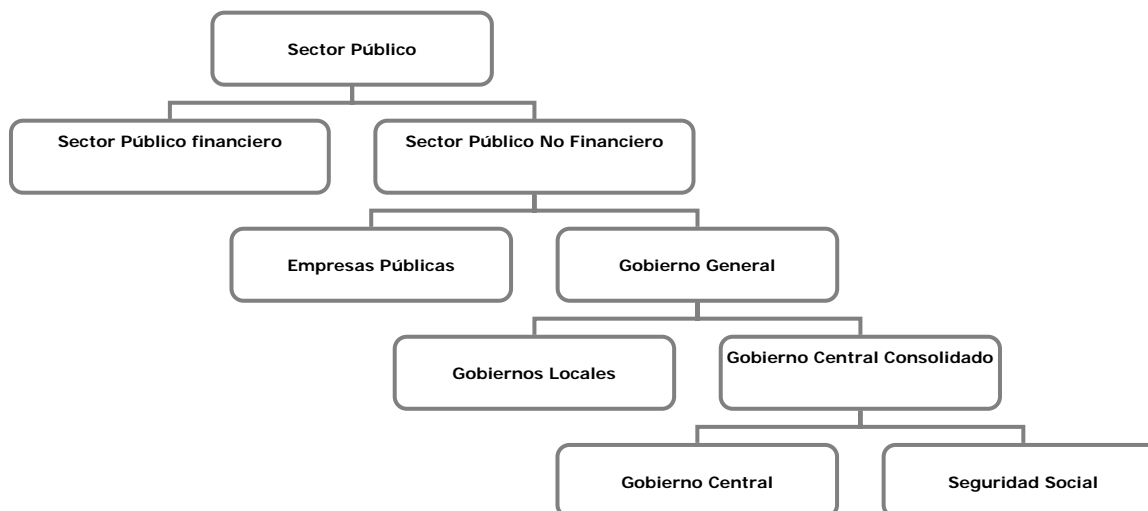 Sector Público
Sector Público financiero
Sector Público No Financiero
Empresas Públicas
Gobierno General
Gobiernos Locales
Gobierno Central Consolidado
Gobierno Central
Seguridad Social